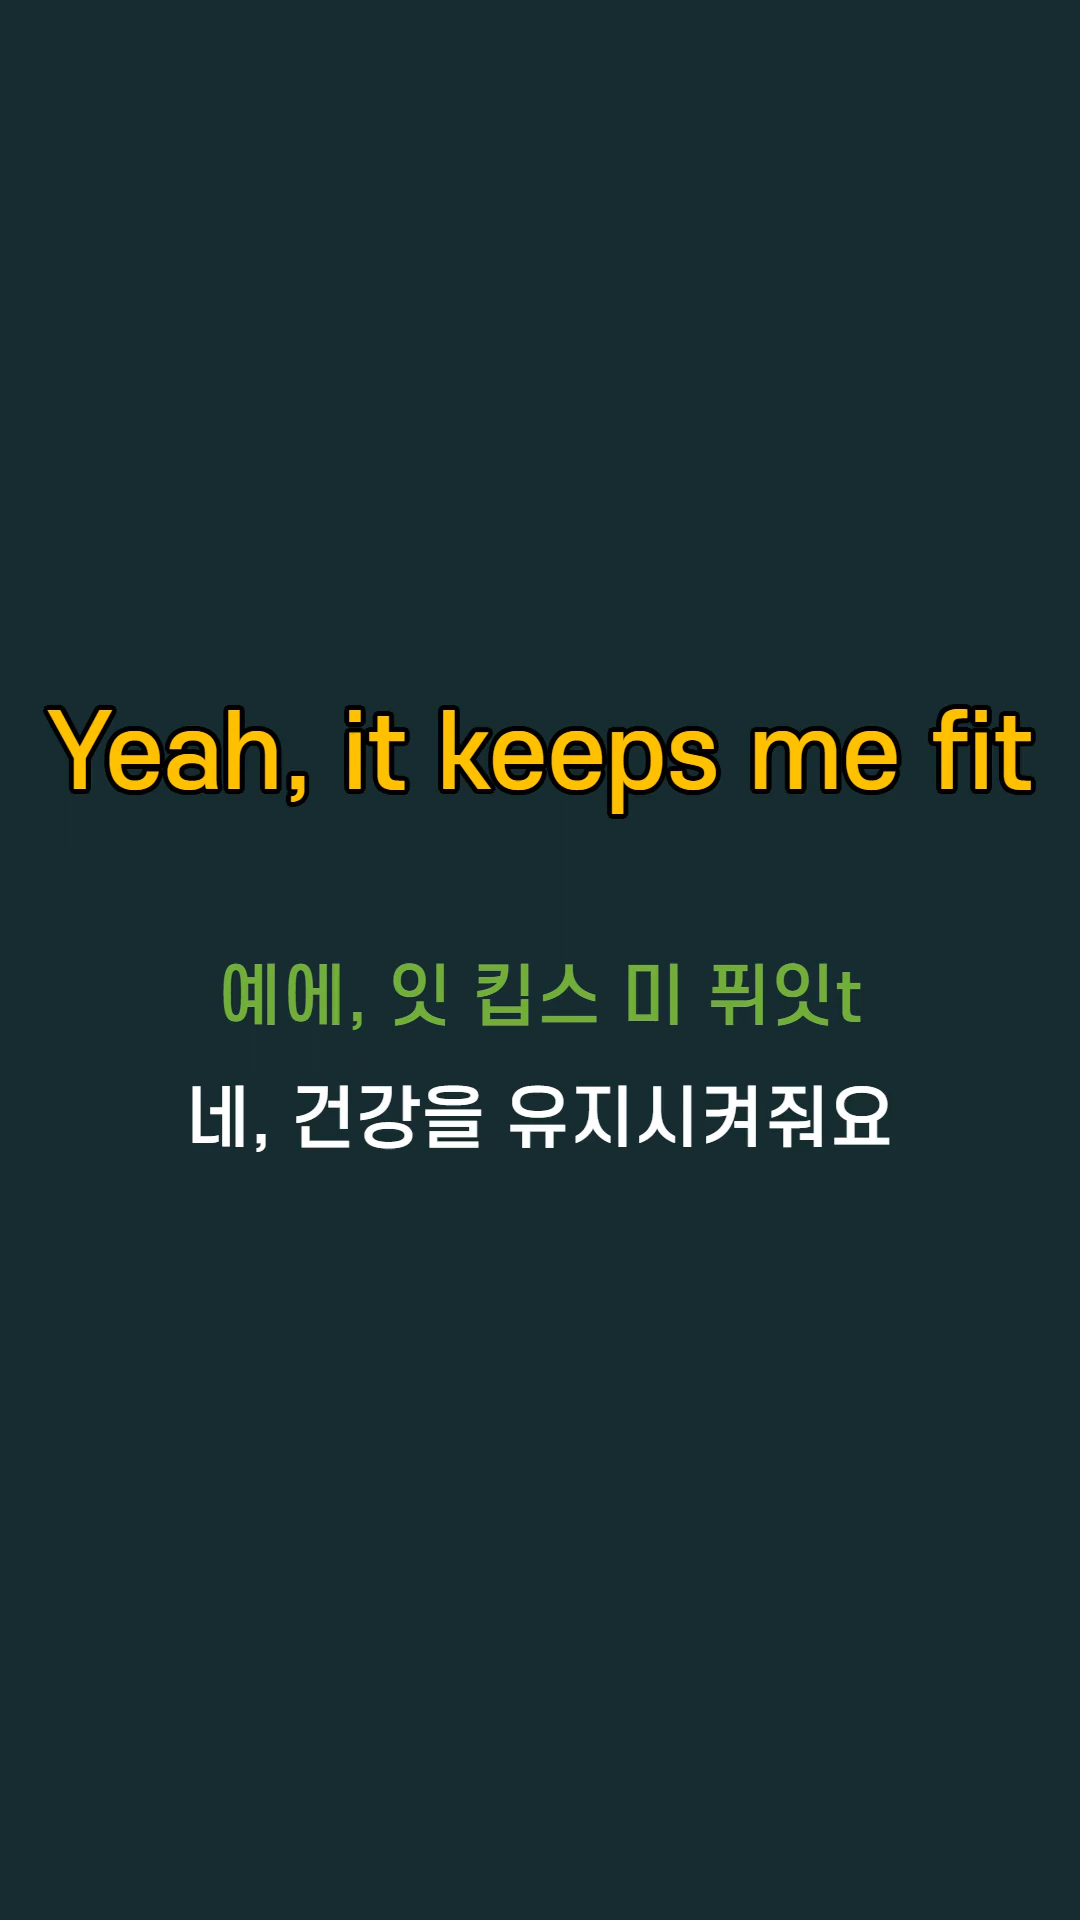 Yeah, it keeps me fit
예에, 잇 킵스 미 퓌잇t
네, 건강을 유지시켜줘요